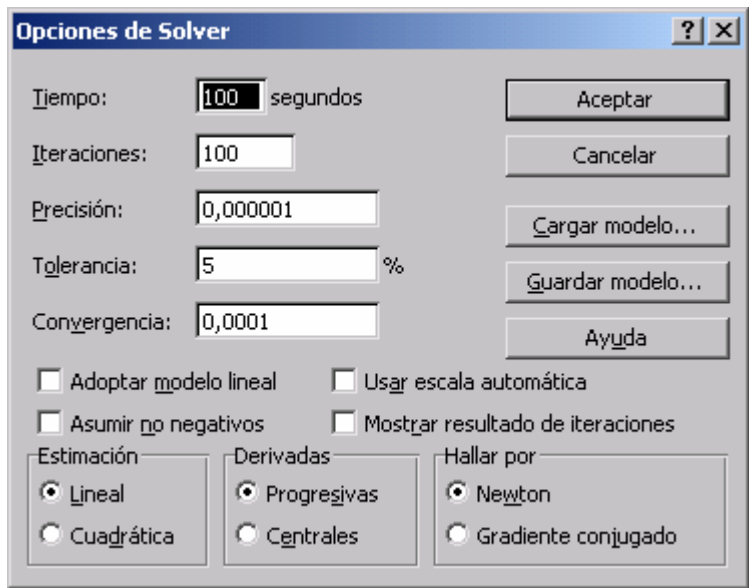 Opciones de Solver
Tiempo: 100 segundos
Aceptar
Iteraciones: 100
Cancelar
Precisión: 0,000001
Cargar modelo...
Tolerancia: 5 %
Guardar modelo...
Convergencia: 0,0001
Ayuda
Adoptar modelo lineal
Usar escala automática
Asumir no negativos
Mostrar resultado de iteraciones
Estimación
Lineal
Cuadrática
Derivadas
Progresivas
Centrales
Hallar por
Newton
Gradiente conjugado